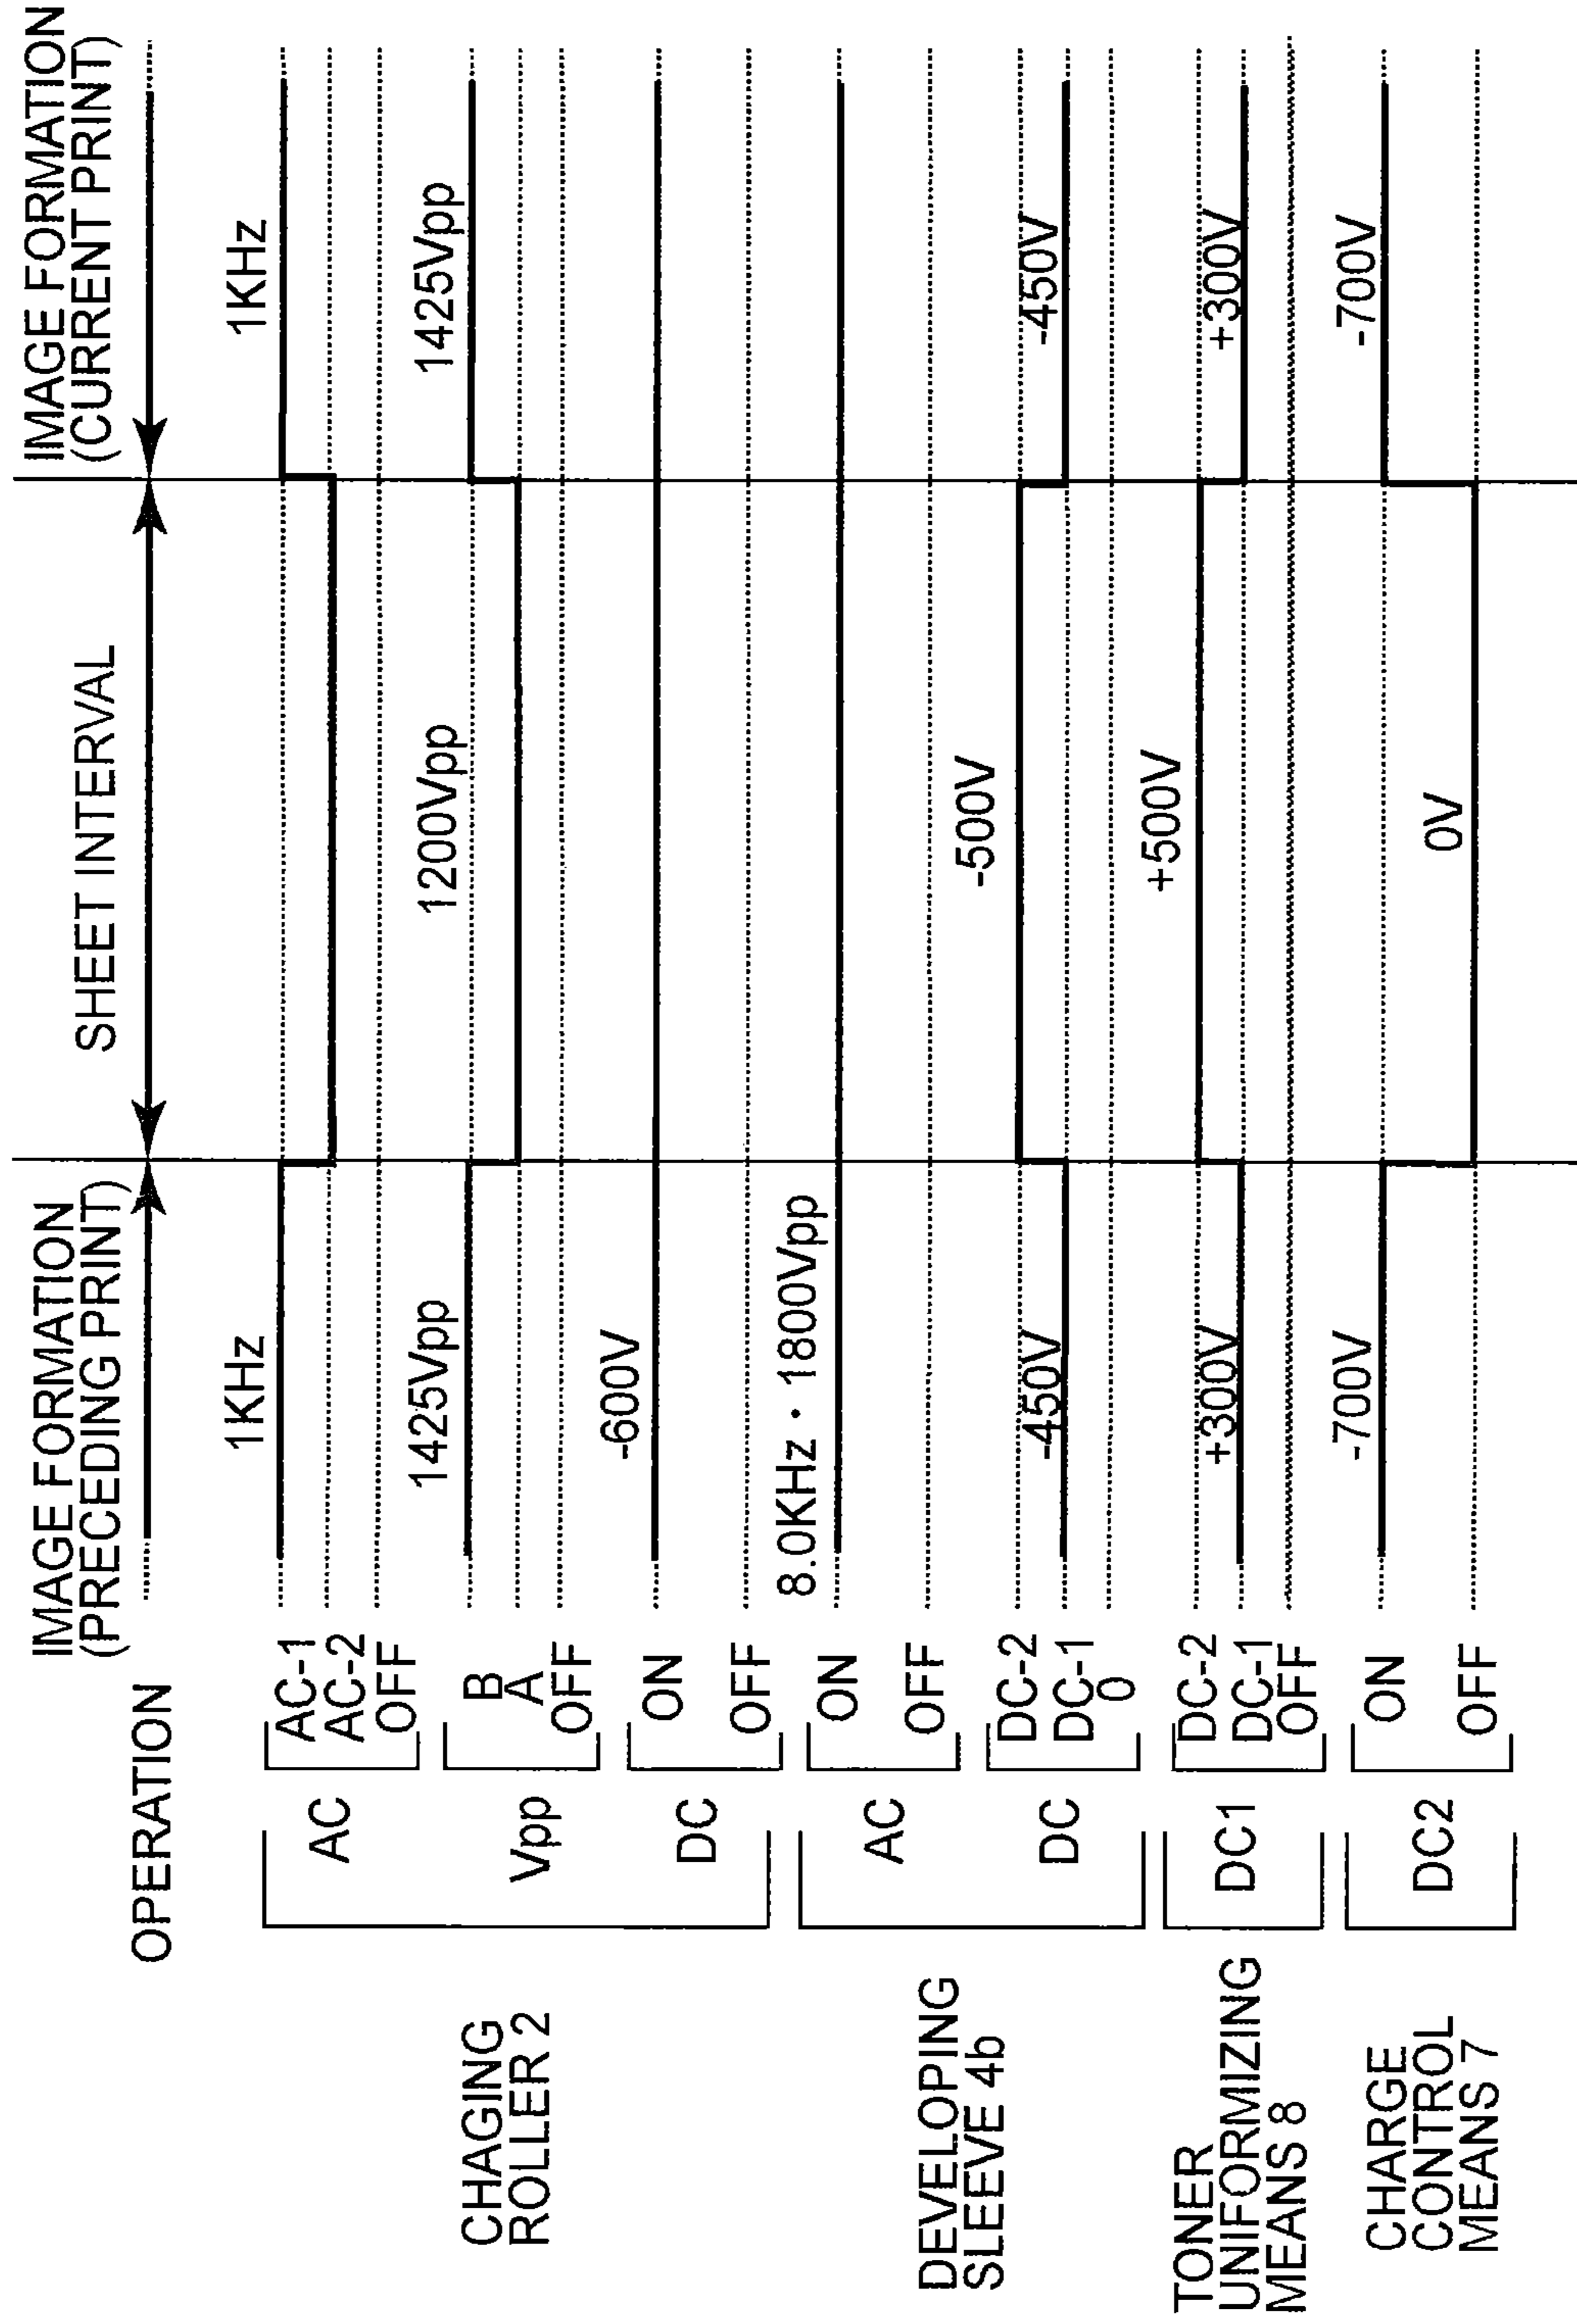 IMAGE FORMATION
(PRECEDING PRINT)
SHEET INTERVAL
IMAGE FORMATION
(CURRENT PRINT)
OPERATION
CHAGING
ROLLER 2
AC
AC-1
AC-2
OFF
1KHz
1KHz
Vpp
B
A
OFF
1425Vpp
1200Vpp
1425Vpp
DC
ON
OFF
-600V
DEVELOPING
SLEEVE 4b
AC
ON
OFF
8.0KHz・1800Vpp
DC
DC-2
DC-1
0
-450V
-500V
-450V
TONER
UNIFORMIZING
MEANS 8
DC1
DC-2
DC-1
OFF
+300V
+500V
+300V
CHARGE
CONTROL
MEANS 7
DC2
ON
OFF
-700V
0V
-700V